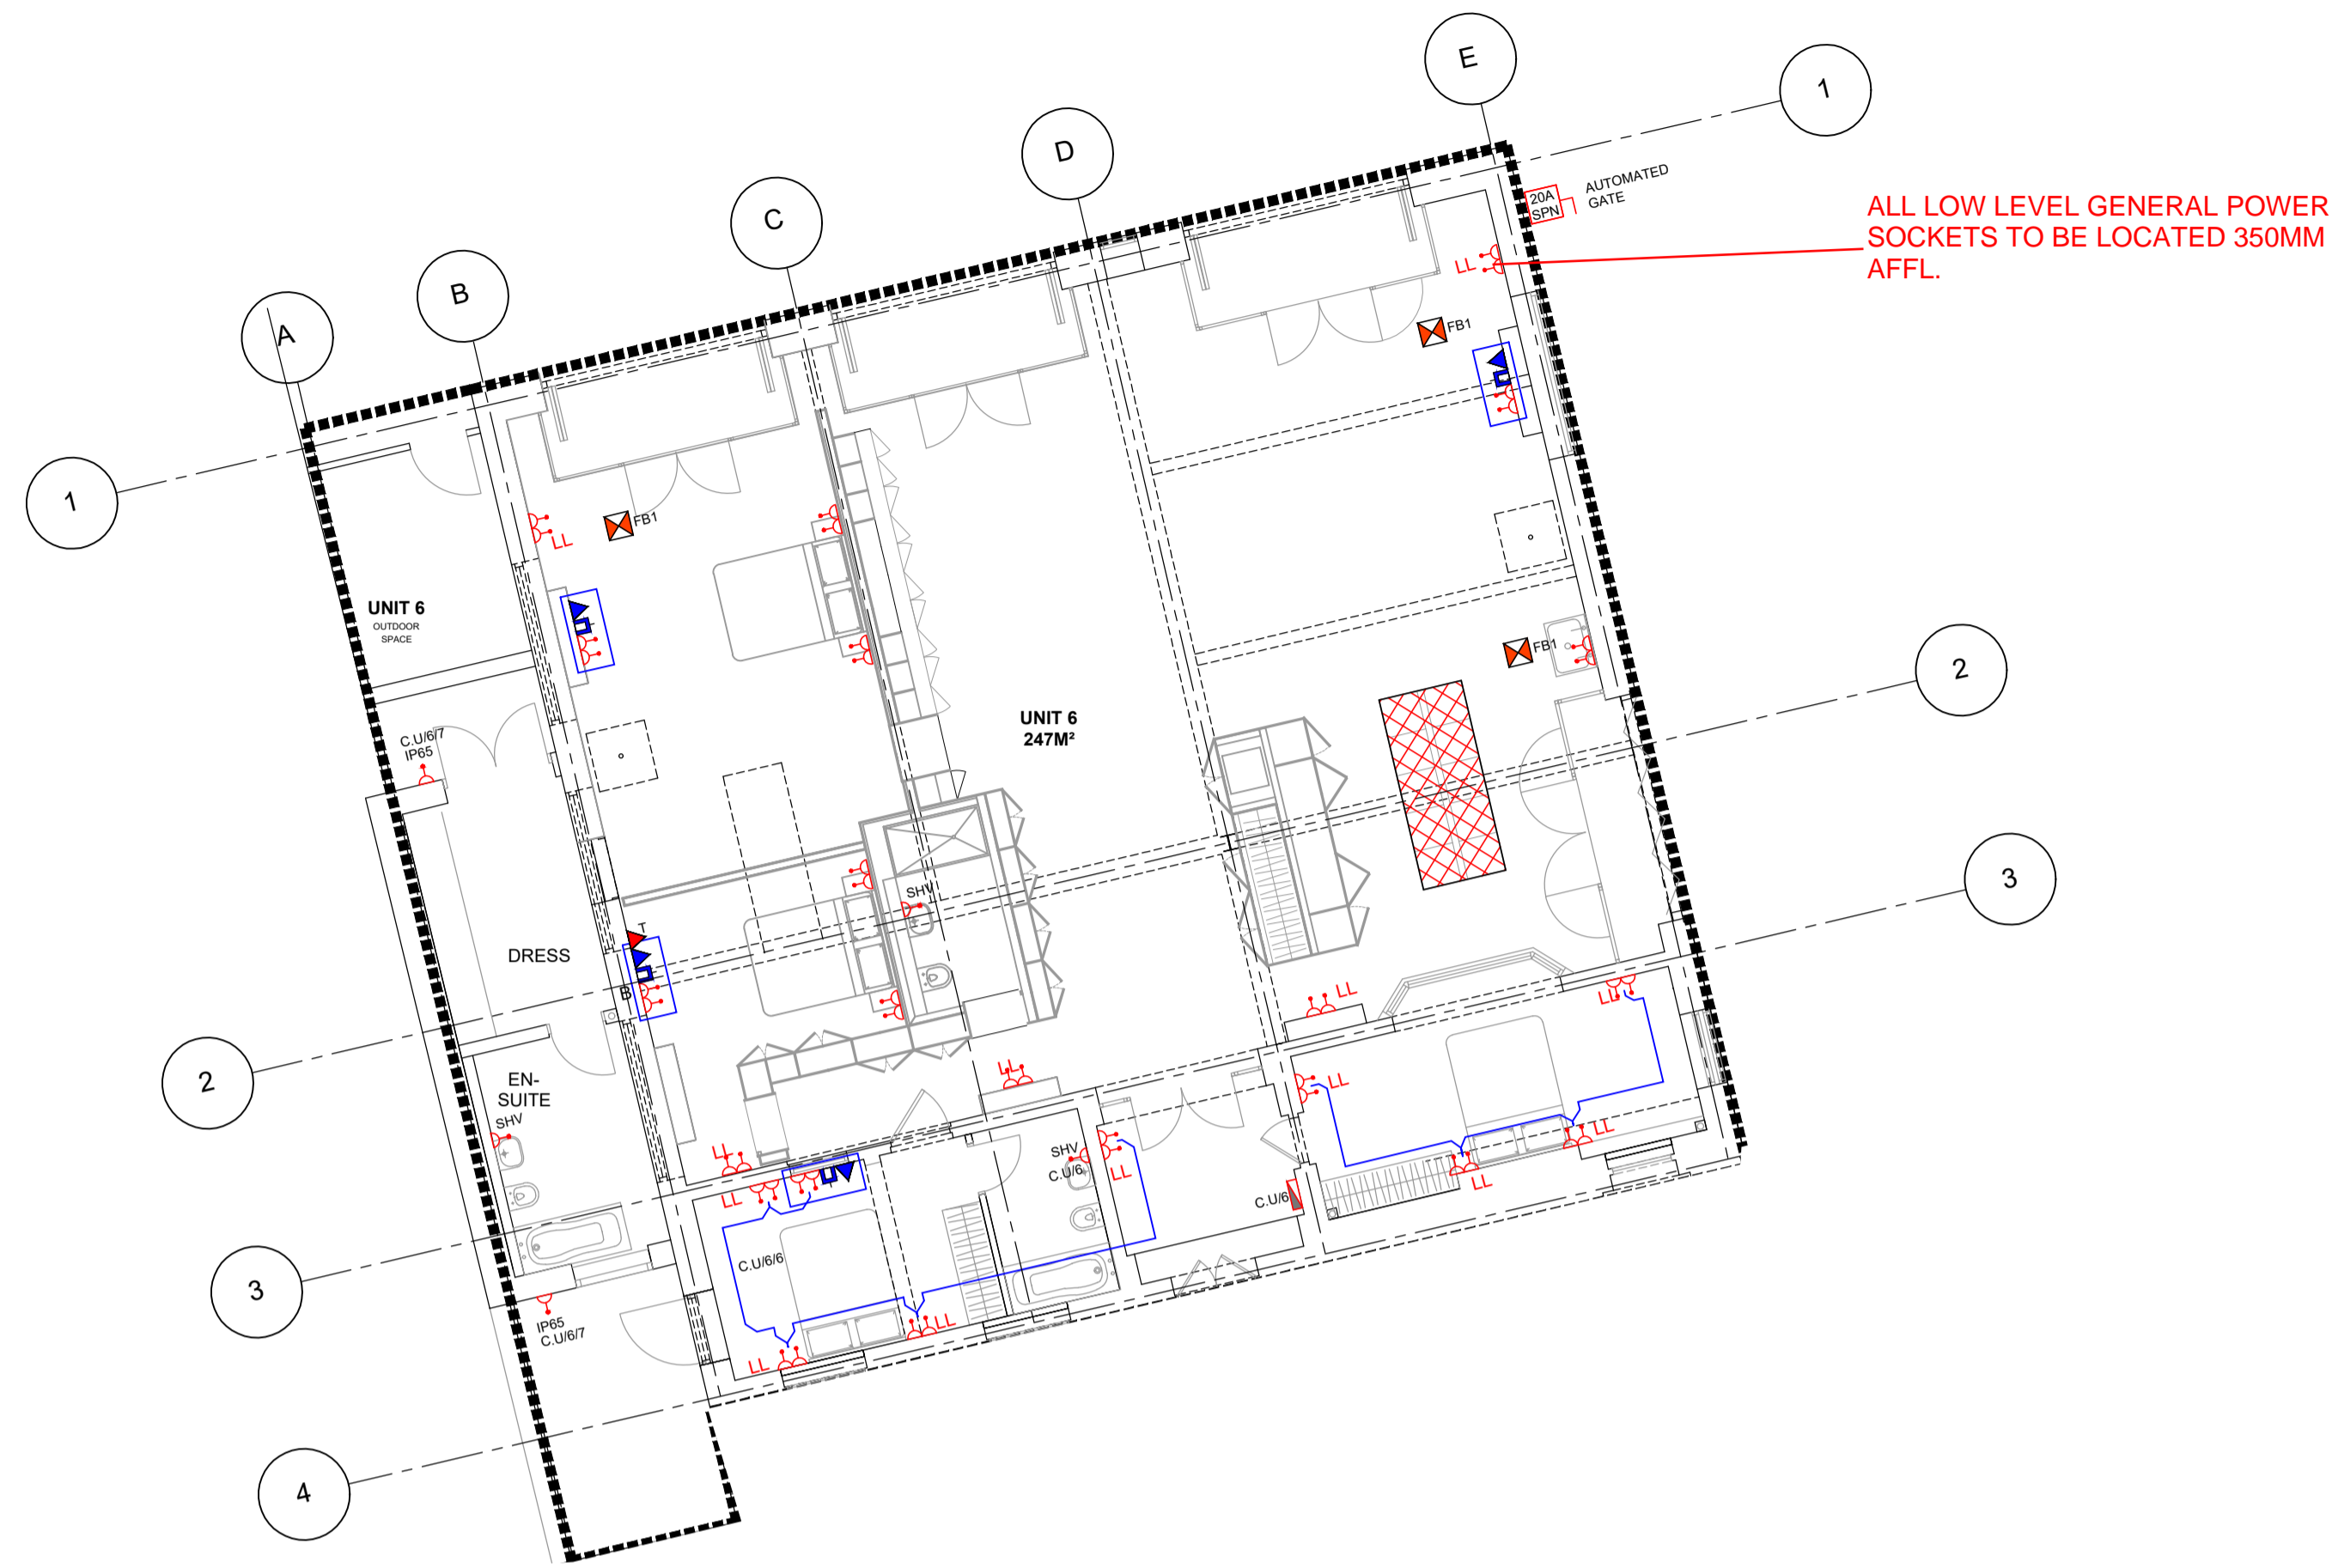 E
1
D
AUTOMATED
GATE
20A
SPN
ALL LOW LEVEL GENERAL POWER
SOCKETS TO BE LOCATED 350MM
AFFL.
C
LL
B
A
FB1
1
FB1
LL
UNIT 6
OUTDOOR
SPACE
FB1
2
UNIT 6
247M²
C.U/6/7
IP65
3
SHV
T
DRESS
B
LL
LL
2
LL
LL
EN-
SUITE
SHV
LL
LL
SHV
C.U/6
LL
LL
LL
C.U/6
3
C.U/6/6
IP65
C.U/6/7
LL
LL
4